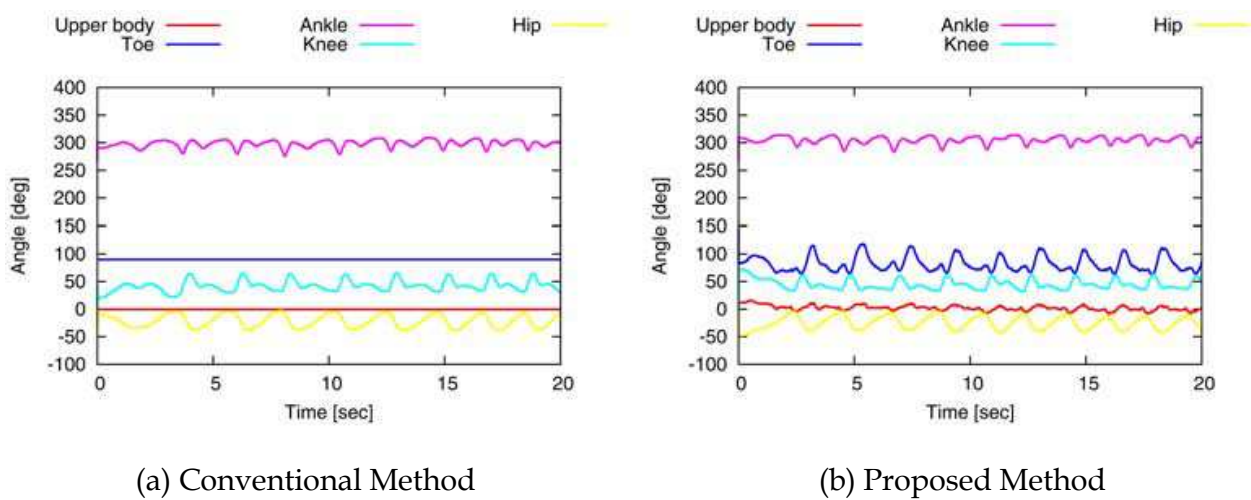 Upper body Ankle Hip
Toe Knee
400
350
300
250
200
150
100
50
0
-50
-100
Angle [deg]
0 5 10 15 20
Time [sec]
(a) Conventional Method
Upper body Ankle Hip
Toe Knee
400
350
300
250
200
150
100
50
0
-50
-100
Angle [deg]
0 5 10 15 20
Time [sec]
(b) Proposed Method